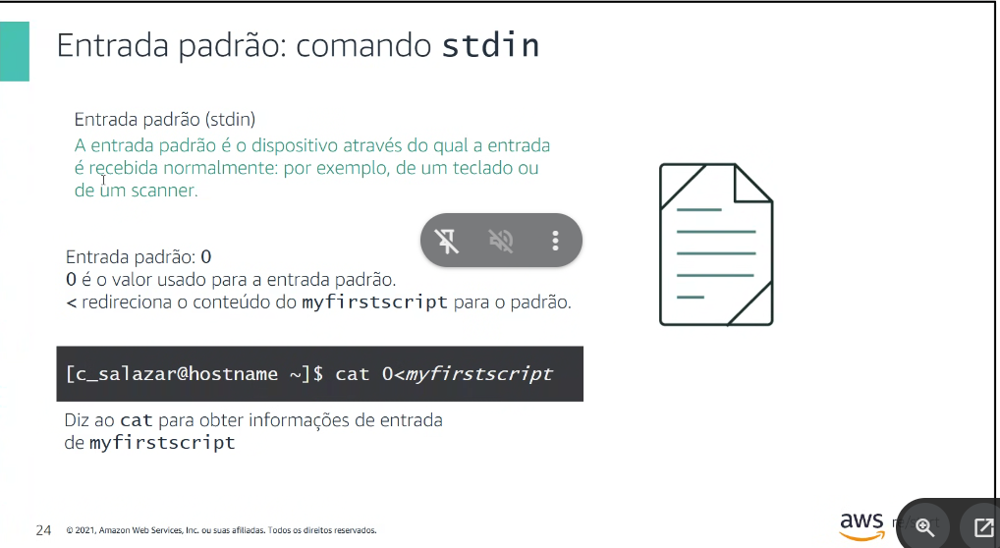 Entrada padrão: comando stdin
Entrada padrão (stdin)
A entrada padrão é o dispositivo através do qual a entrada
é recebida normalmente: por exemplo, de um teclado ou
de um scanner.
Entrada padrão: 0
0 é o valor usado para a entrada padrão.
< redireciona o conteúdo do myfirstscript para o padrão.
[c_salazar@hostname ~]$ cat 0<myfirstscript
Diz ao cat para obter informações de entrada
de myfirstscript
24 © 2021, Amazon Web Services, Inc. ou suas afiliadas. Todos os direitos reservados.
aws